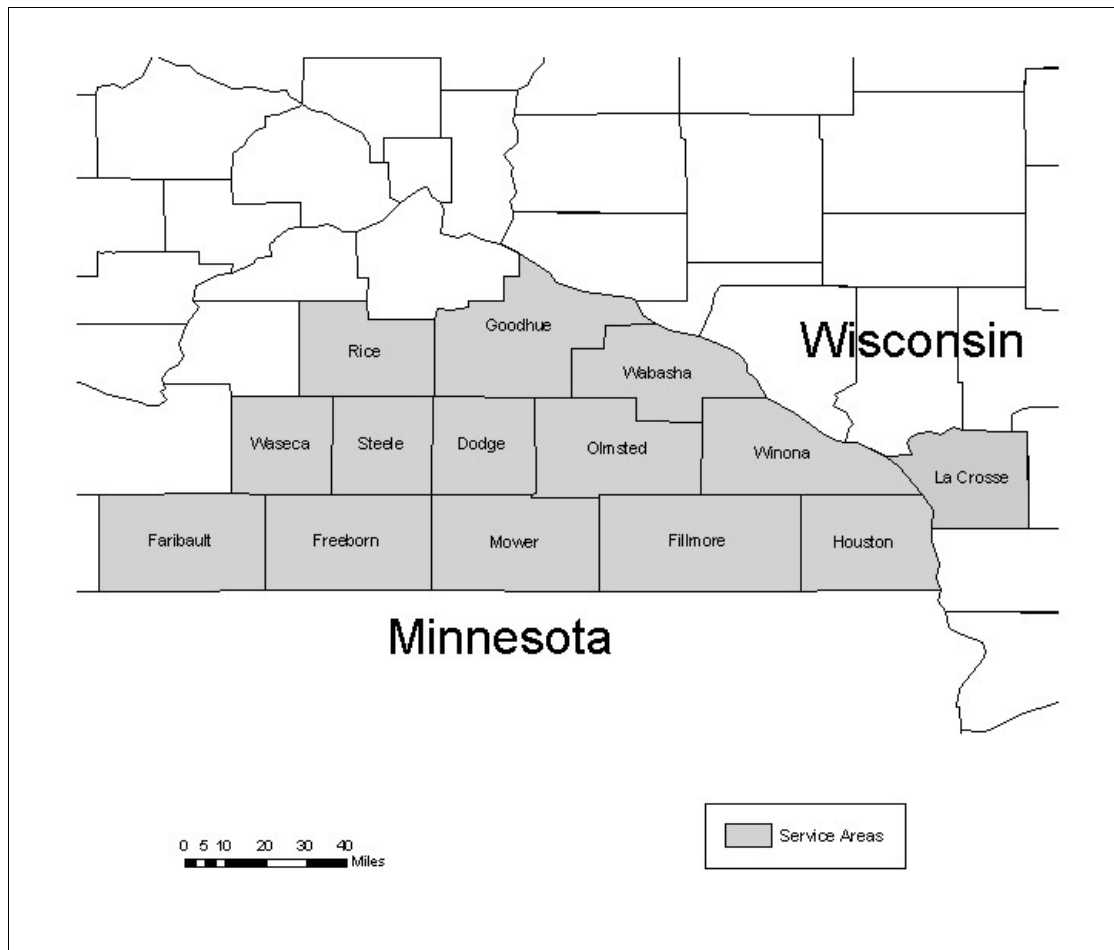 Goodhue
Wisconsin
Rice
Wabasha
Waseca
Steele
Dodge
Olmsted
Winona
La Crosse
Faribault
Freeborn
Mower
Fillmore
Houston
Minnesota
Service Areas
0 5 10 20 30 40
Miles